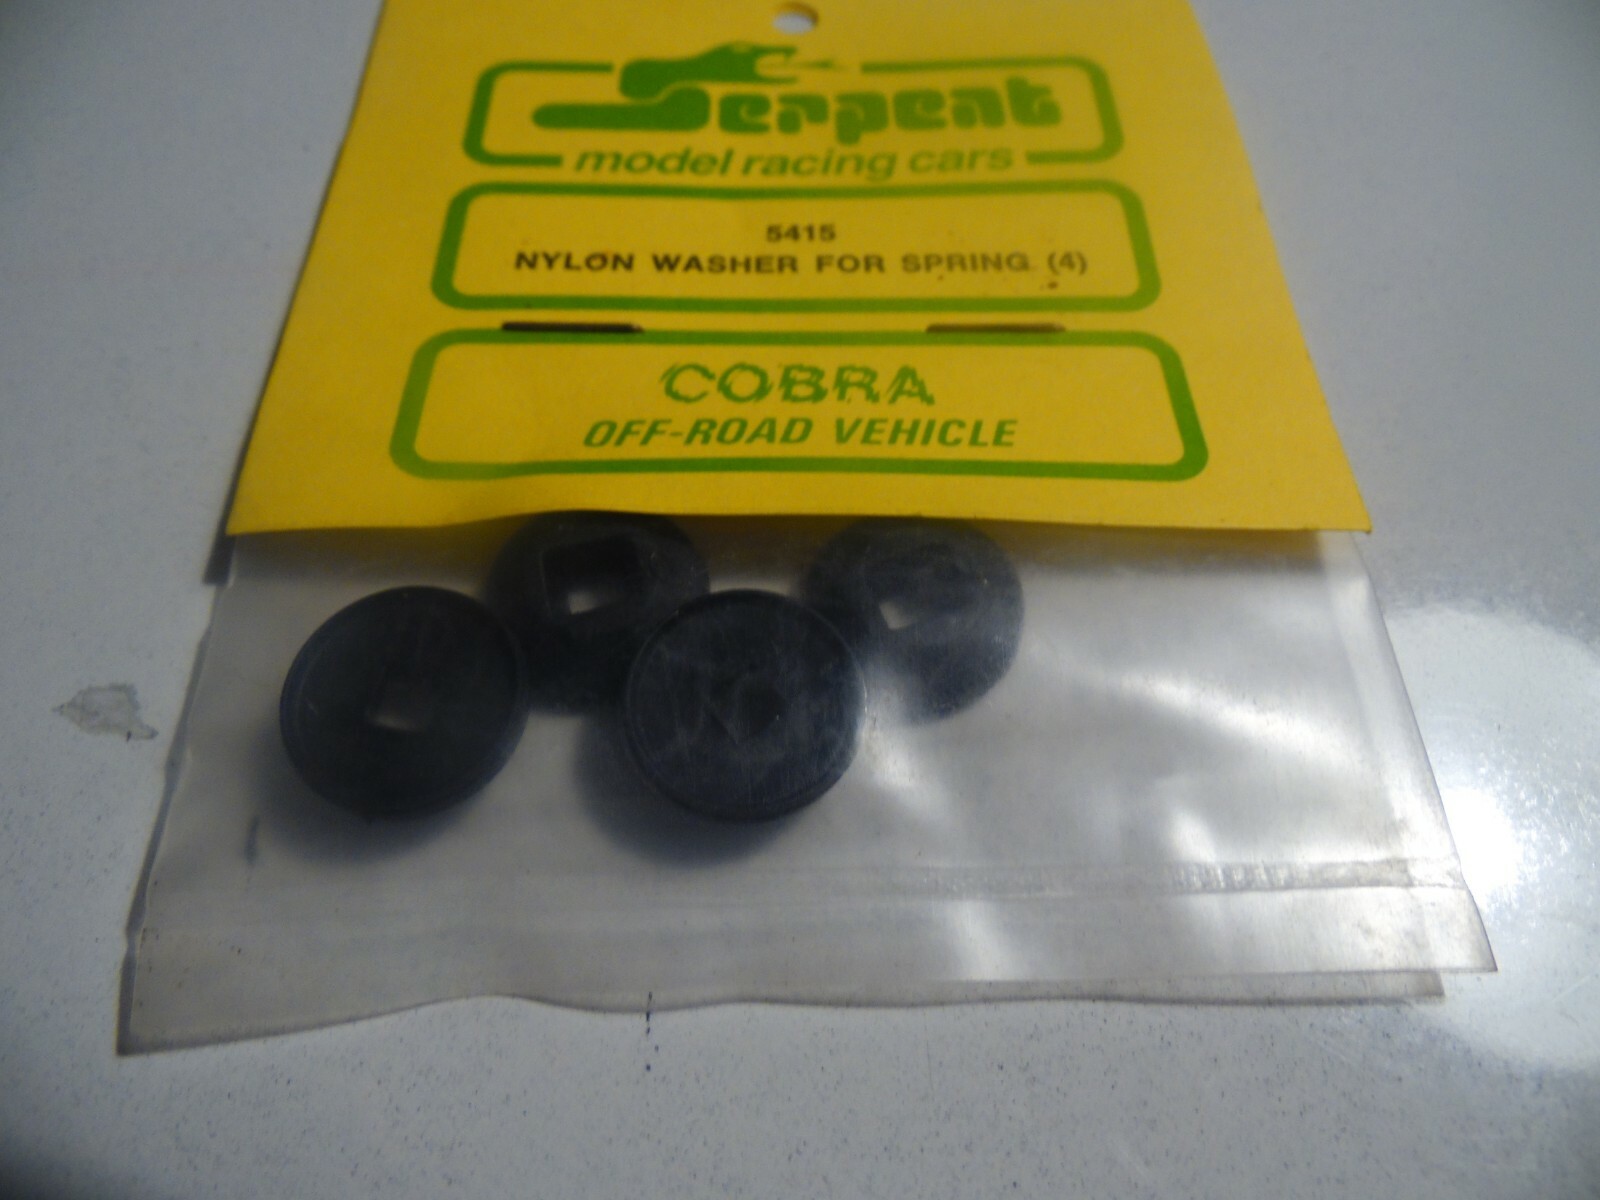 Serpent
model racing cars
5415
NYLON WASHER FOR SPRING (4)
COBRA
OFF-ROAD VEHICLE